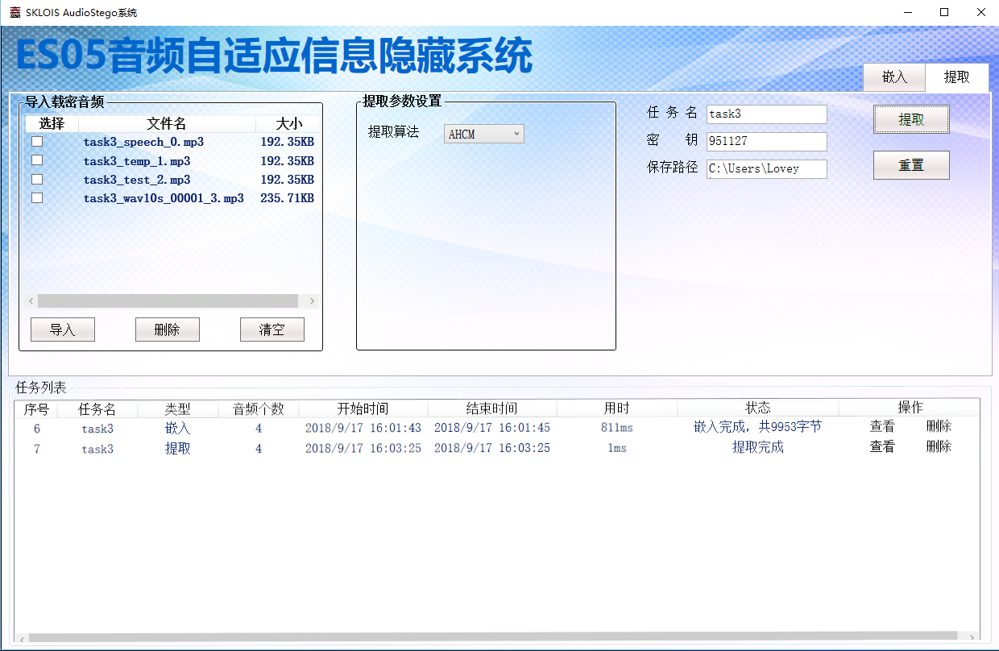 SKLOIS AudioStego系统
ES05音频自适应信息隐藏系统
嵌入 提取
导入载密音频
选择 文件名 大小
task3_speech_0.mp3 192.35KB
task3_temp_1.mp3 192.35KB
task3_test_2.mp3 192.35KB
task3_wav10s_00001_3.mp3 235.71KB
导入 删除 清空
提取参数设置
提取算法 AHCM
任务名 task3
密钥 951127
保存路径 C:\Users\Lovey
提取
重置
任务列表
序号 任务名 类型 音频个数 开始时间 结束时间 用时 状态 操作
6 task3 嵌入 4 2018/9/17 16:01:43 2018/9/17 16:01:45 811ms 嵌入完成，共9953字节 查看 删除
7 task3 提取 4 2018/9/17 16:03:25 2018/9/17 16:03:25 1ms 提取完成 查看 删除